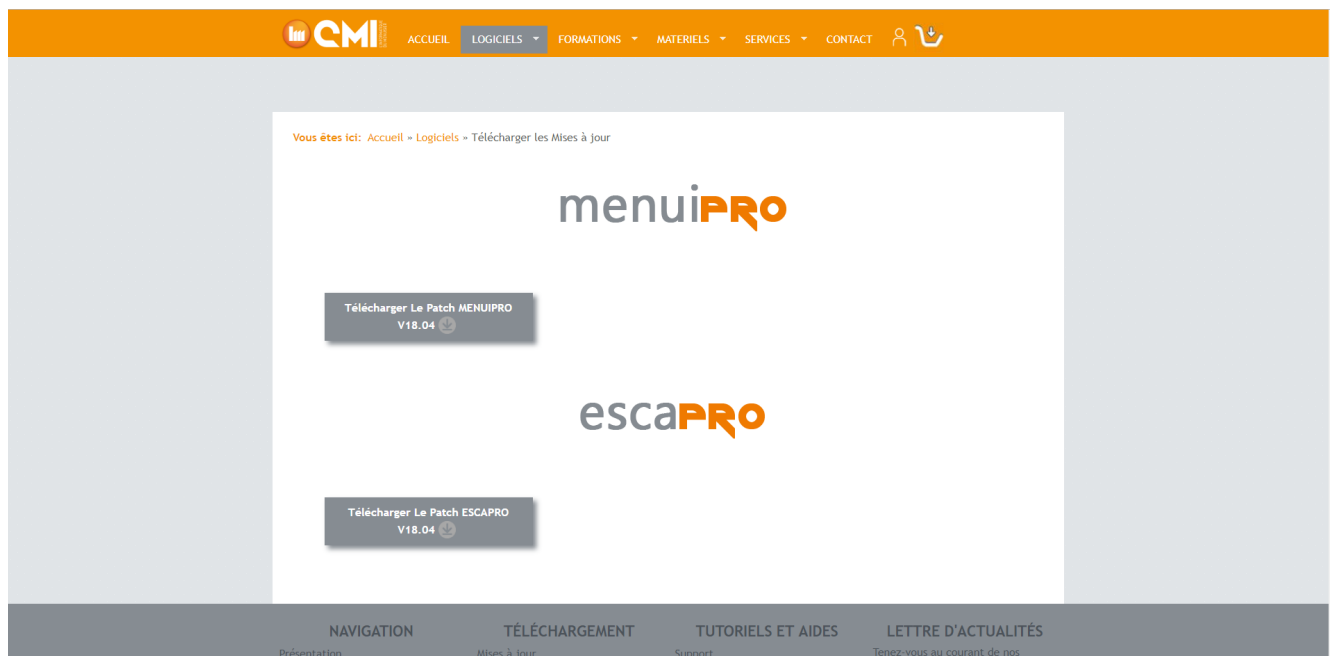 CMI
ACCUEIL LOGICIELS FORMATIONS MATERIELS SERVICES CONTACT
Vous êtes ici: Accueil » Logiciels » Télécharger les Mises à jour
menuiPRO
Télécharger Le Patch MENUIPRO
V18.04
escaPRO
Télécharger Le Patch ESCAPRO
V18.04
NAVIGATION TÉLÉCHARGEMENT TUTORIELS ET AIDES LETTRE D'ACTUALITÉS
Présentation Mises à jour Support Tenez-vous au courant de nos